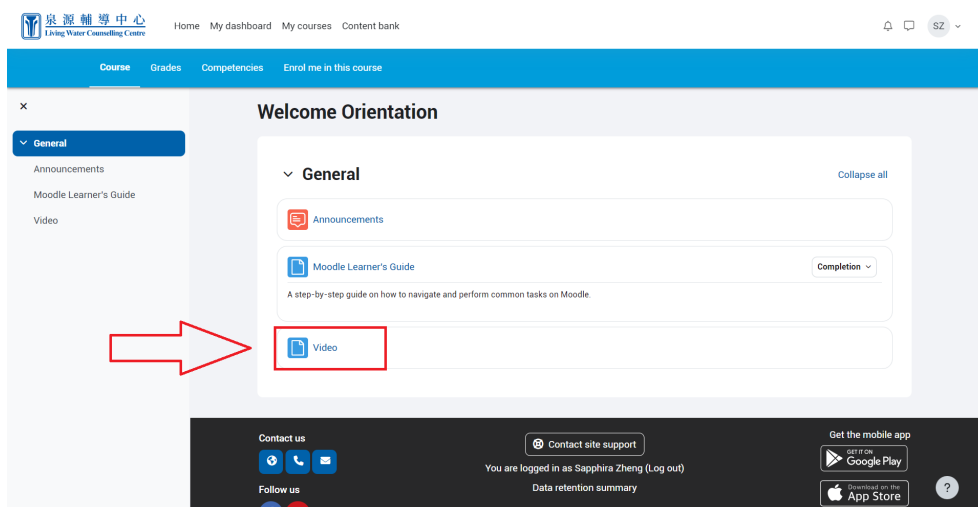 泉源輔導中心
Living Water Counselling Centre
Home My dashboard My courses Content bank
SZ
Course Grades Competencies Enrol me in this course
General
Announcements
Moodle Learner's Guide
Video
Welcome Orientation
General
Collapse all
Announcements
Moodle Learner's Guide
Completion
A step-by-step guide on how to navigate and perform common tasks on Moodle.
Video
Contact us
Follow us
Contact site support
You are logged in as Sapphira Zheng (Log out)
Data retention summary
Get the mobile app
GET IT ON
Google Play
Download on the
App Store
?